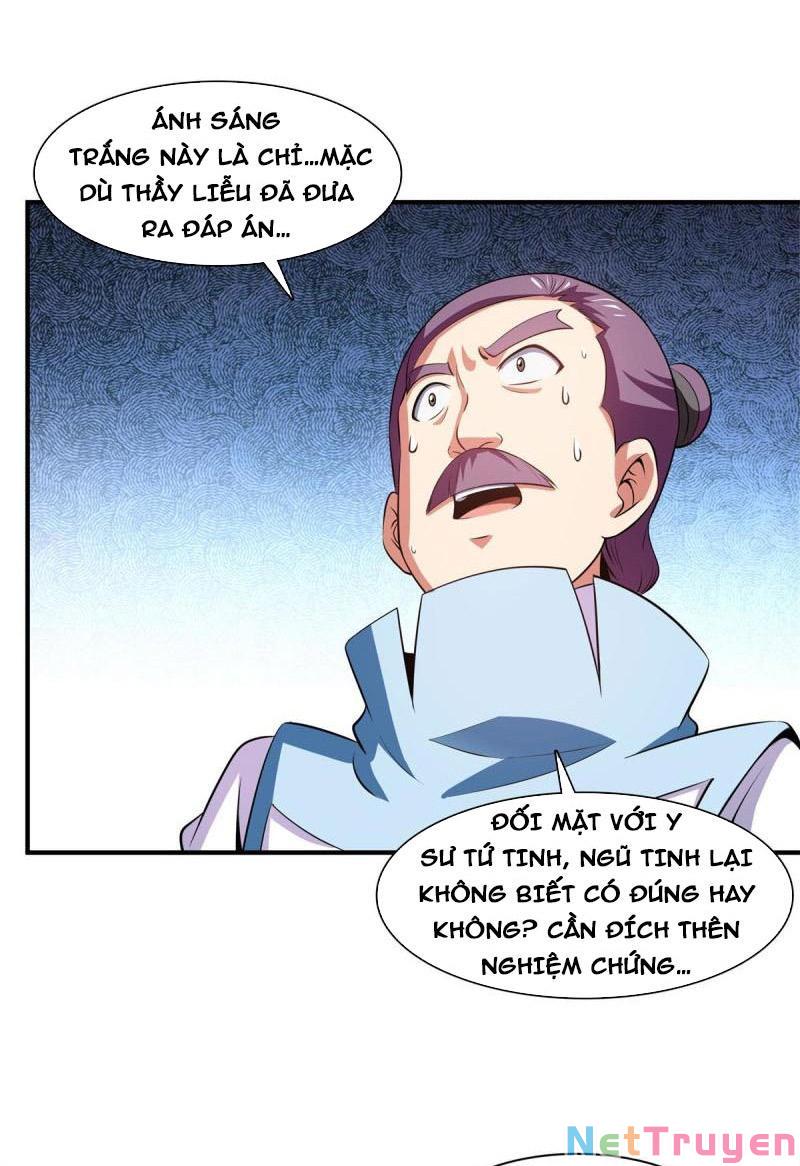 ÁNH SÁNG
TRẮNG NÀY LÀ CHỈ...MẶC
DÙ THẦY LIỄU ĐÃ ĐƯA
RA ĐÁP ÁN...
ĐỐI MẶT VỚI Y
SƯ TỨ TINH, NGŨ TINH LẠI
KHÔNG BIẾT CÓ ĐÚNG HAY
KHÔNG? CẦN ĐÍCH THÊN
NGHIỆM CHỨNG...
NetTruyen